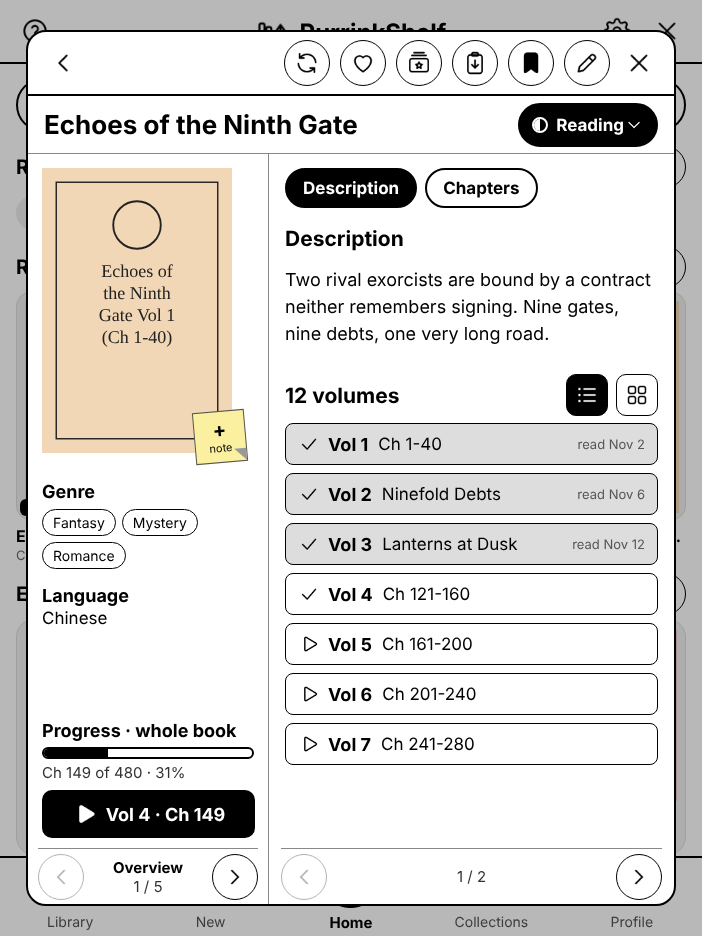 Echoes of the Ninth Gate
Reading
Echoes of
the Ninth
Gate Vol 1
(Ch 1-40)
+
note
Genre
Fantasy
Mystery
Romance
Language
Chinese
Progress · whole book
Ch 149 of 480 · 31%
Vol 4 · Ch 149
Overview
1 / 5
Description
Chapters
Description
Two rival exorcists are bound by a contract
neither remembers signing. Nine gates,
nine debts, one very long road.
12 volumes
Vol 1 Ch 1-40 read Nov 2
Vol 2 Ninefold Debts read Nov 6
Vol 3 Lanterns at Dusk read Nov 12
Vol 4 Ch 121-160
Vol 5 Ch 161-200
Vol 6 Ch 201-240
Vol 7 Ch 241-280
1 / 2
Library
New
Home
Collections
Profile